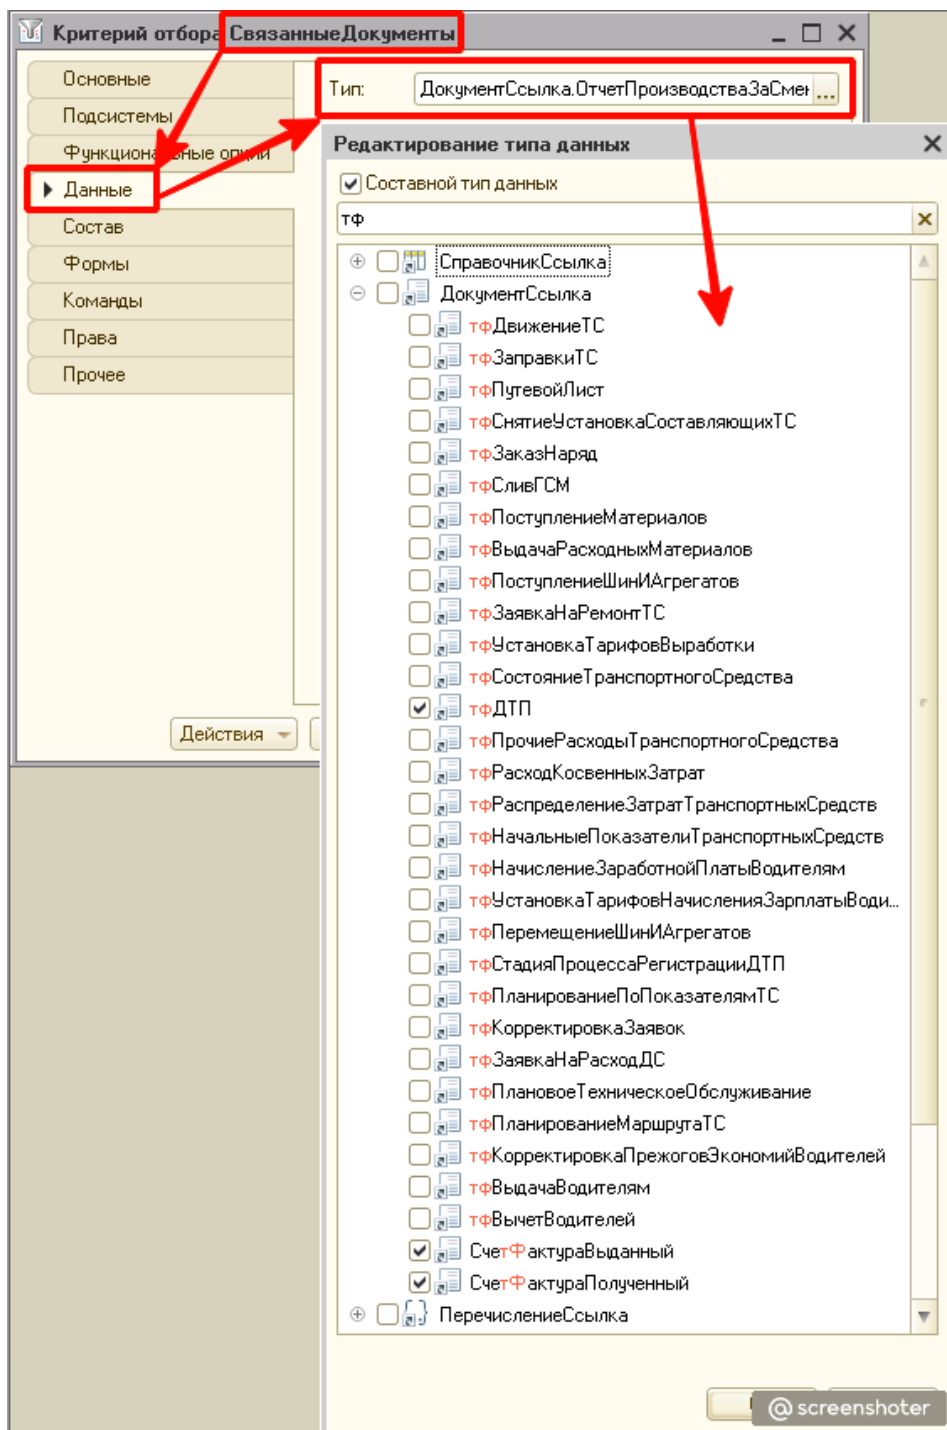 Критерий отбора СвязанныеДокументы
Основные
Подсистемы
Функциональные опции
Данные
Состав
Формы
Команды
Права
Прочее
Действия
Тип:
ДокументСсылка.ОтчетПроизводстваЗаСмен
...
Редактирование типа данных
Составной тип данных
тф
СправочникСсылка
ДокументСсылка
тфДвижениеТС
тфЗаправкиТС
тфПутевойЛист
тфСнятиеУстановкаСоставляющихТС
тфЗаказНаряд
тфСливГСМ
тфПоступлениеМатериалов
тфВыдачаРасходныхМатериалов
тфПоступлениеШинИАгрегатов
тфЗаявкаНаРемонтТС
тфУстановкаТарифовВыработки
тфСостояниеТранспортногоСредства
тфДТП
тфПрочиеРасходыТранспортногоСредства
тфРасходКосвенныхЗатрат
тфРаспределениеЗатратТранспортныхСредств
тфНачальныеПоказателиТранспортныхСредств
тфНачислениеЗаработнойПлатыВодителям
тфУстановкаТарифовНачисленияЗарплатыВоди...
тфПеремещениеШинИАгрегатов
тфСтадияПроцессаРегистрацииДТП
тфПланированиеПоПоказателямТС
тфКорректировкаЗаявок
тфЗаявкаНаРасходДС
тфПлановоеТехническоеОбслуживание
тфПланированиеМаршрутаТС
тфКорректировкаПрежоговЭкономийВодителей
тфВыдачаВодителям
тфВычетВодителей
СчетФактураВыданный
СчетФактураПолученный
ПеречислениеСсылка
@screenshoter